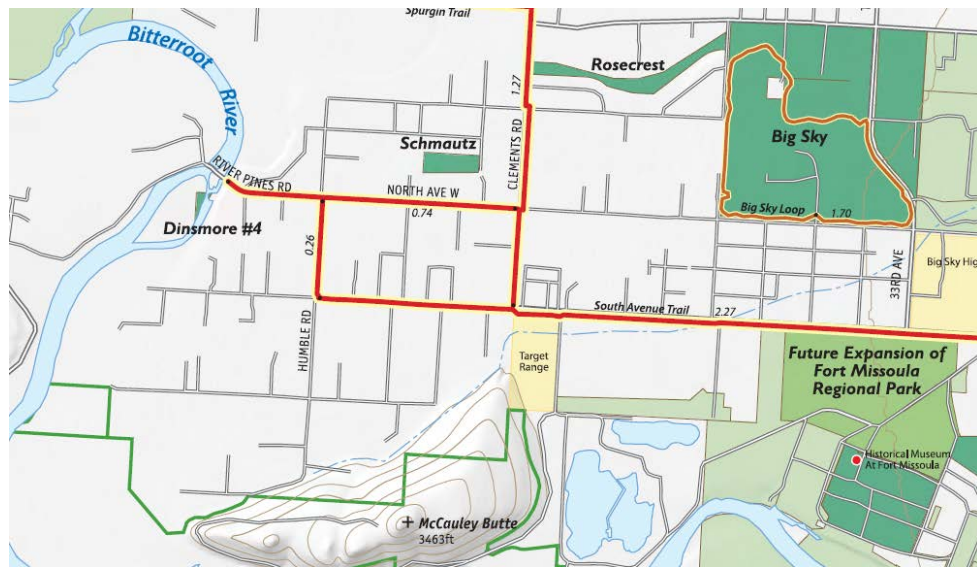 Spurgin Trail
Bitterroot
River
Rosecrest
1.27
Big Sky
Schmautz
CLEMENTS RD
RIVER PINES RD
NORTH AVE W
0.74
Big Sky Loop
1.70
Dinsmore #4
0.26
33RD AVE
Big Sky Hig
South Avenue Trail
2.27
HUMBLE RD
Target
Range
Future Expansion of
Fort Missoula
Regional Park
Historical Museum
At Fort Missoula
McCauley Butte
3463ft